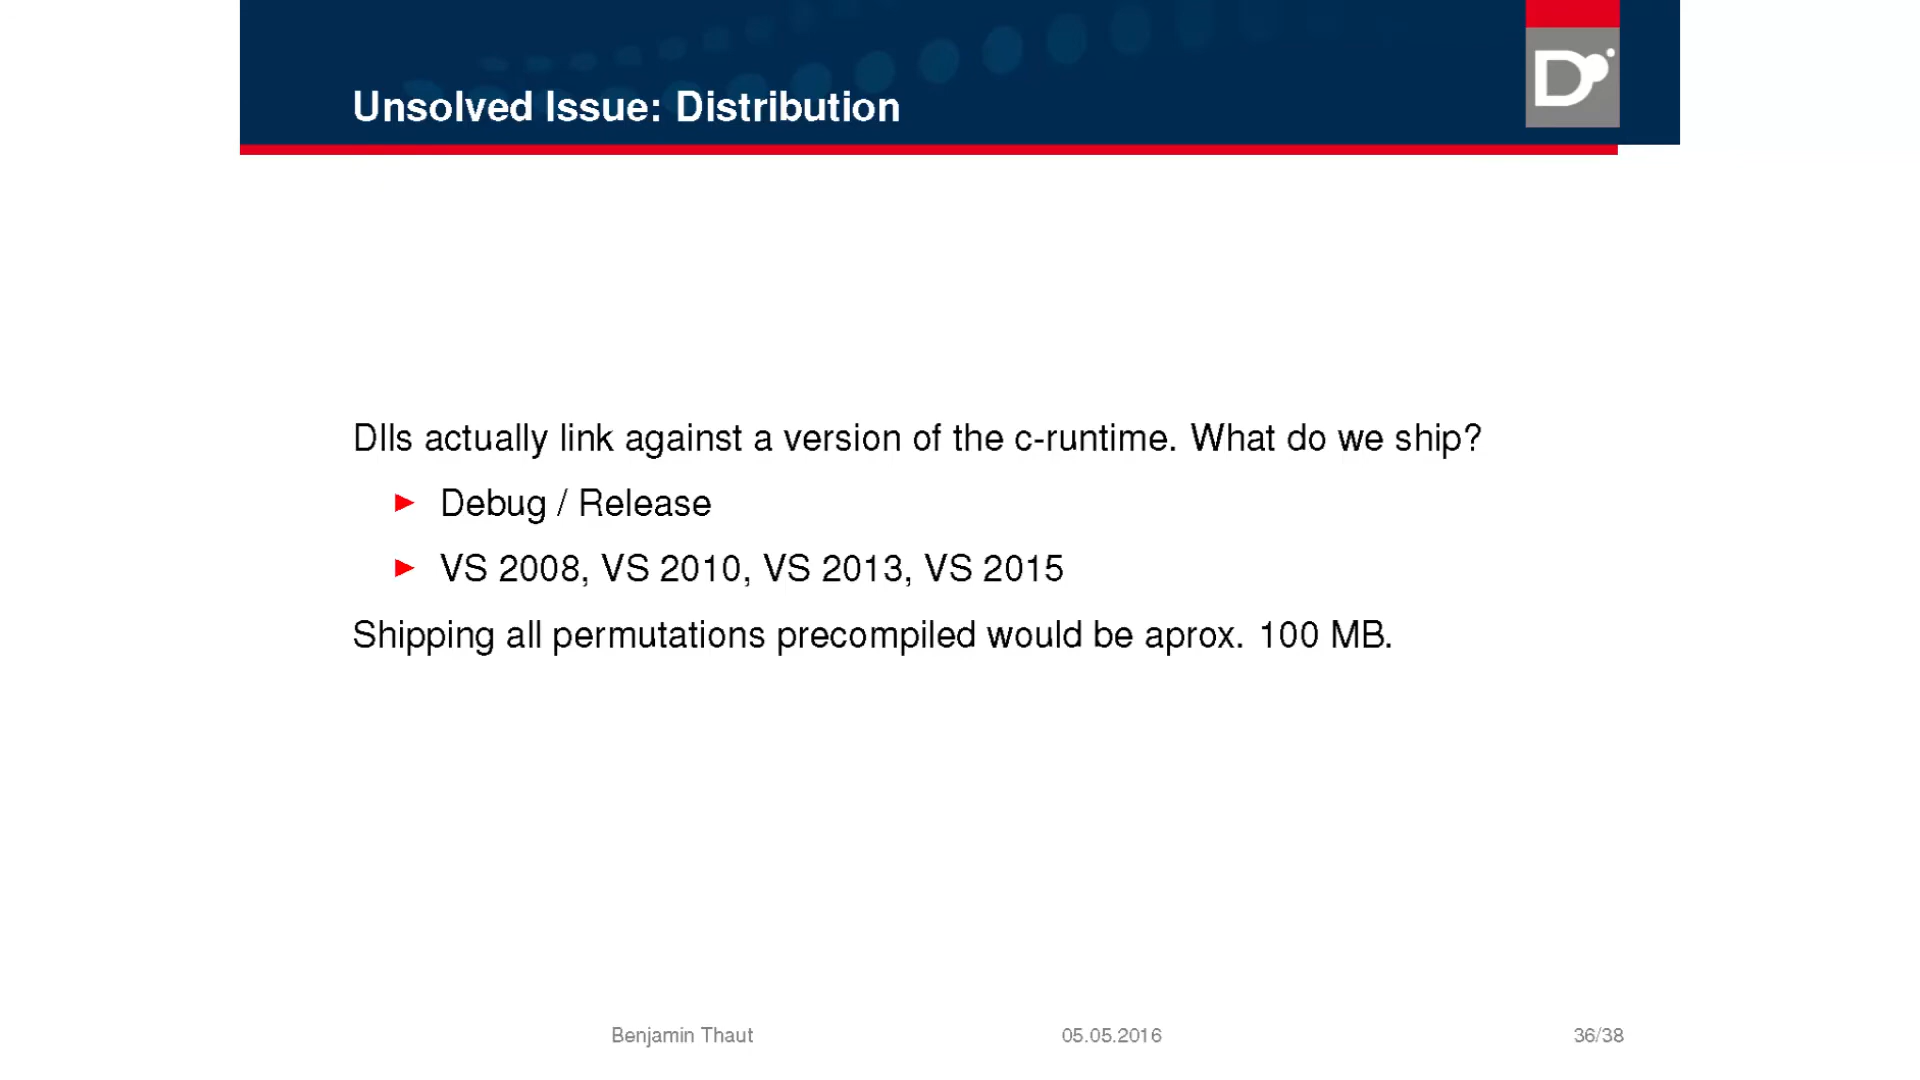 Unsolved Issue: Distribution
Dlls actually link against a version of the c-runtime. What do we ship?
Debug / Release
VS 2008, VS 2010, VS 2013, VS 2015
Shipping all permutations precompiled would be aprox. 100 MB.
Benjamin Thaut
05.05.2016
36/38